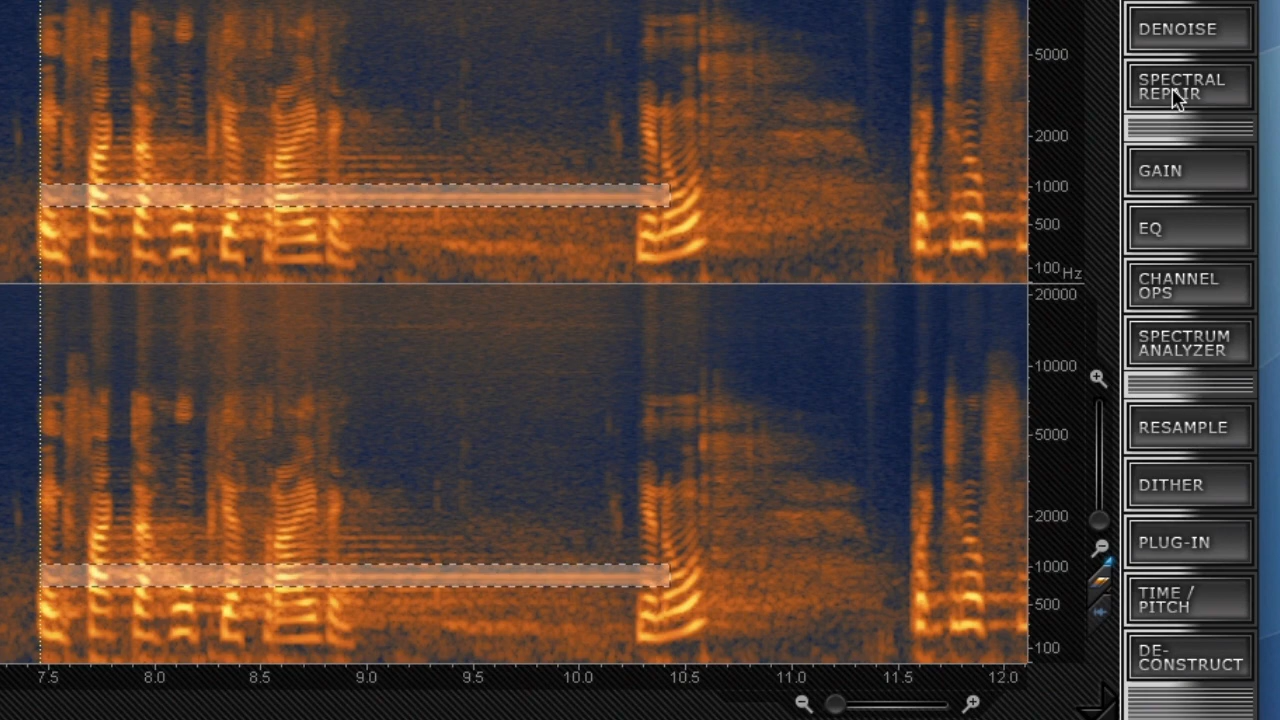 5000
2000
1000
500
100 Hz
20000
10000
5000
2000
1000
500
100
7.5 8.0 8.5 9.0 9.5 10.0 10.5 11.0 11.5 12.0
DENOISE
SPECTRAL
REPAIR
GAIN
EQ
CHANNEL
OPS
SPECTRUM
ANALYZER
RESAMPLE
DITHER
PLUG-IN
TIME /
PITCH
DE-
CONSTRUCT